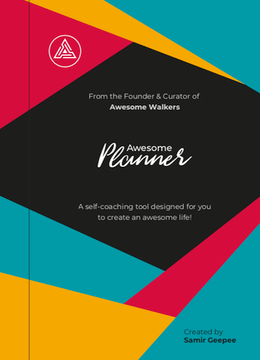 From the Founder & Curator of
Awesome Walkers
Awesome
Planner
A self-coaching tool designed for you
to create an awesome life!
Created by
Samir Geepee